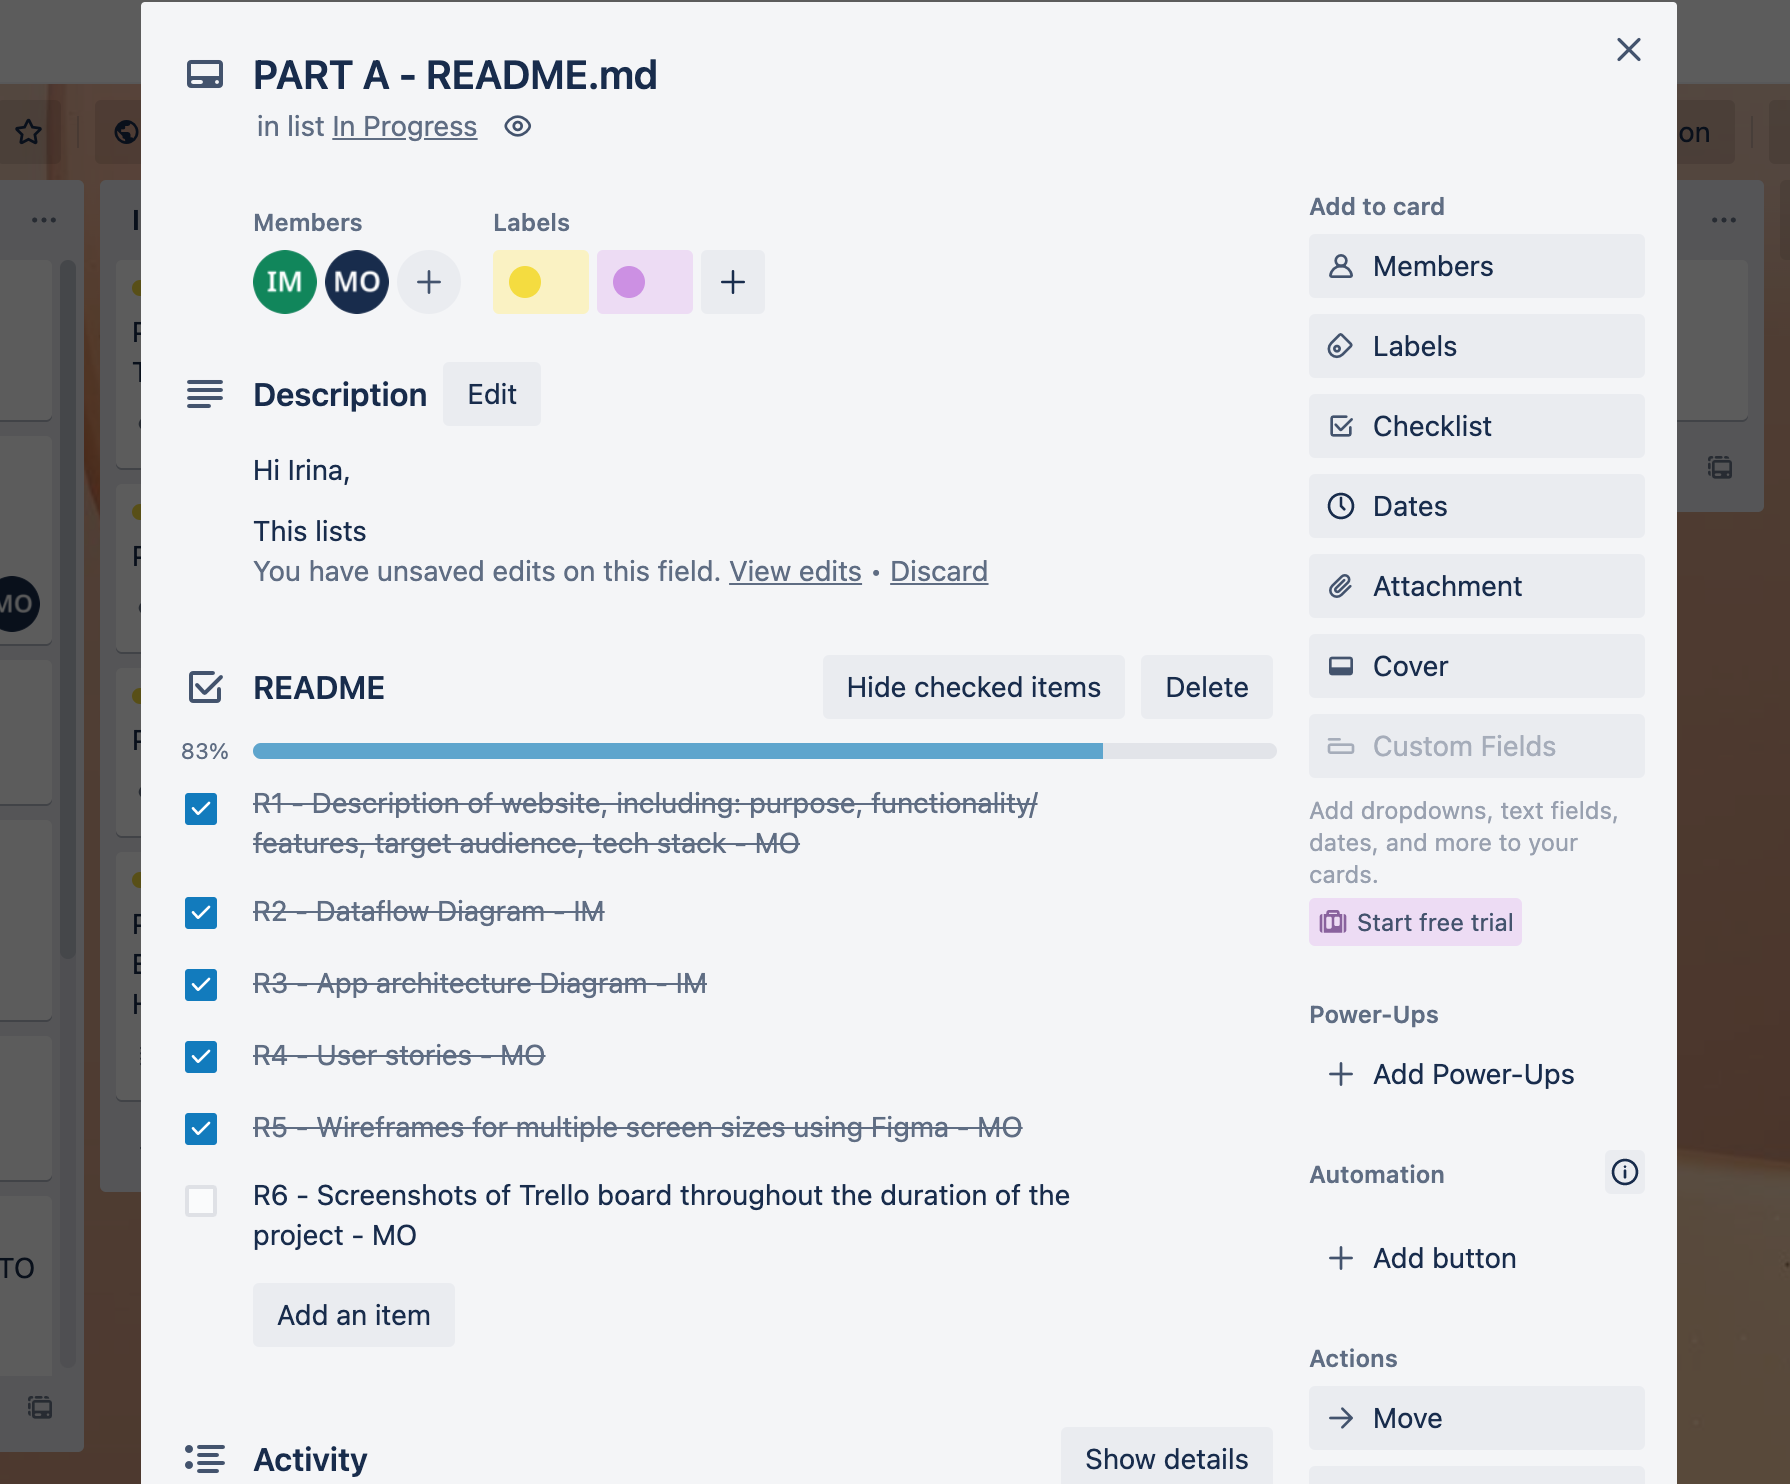 PART A - README.md
in list In Progress
Members
Labels
IM
MO
Description
Edit
Hi Irina,
This lists
You have unsaved edits on this field. View edits • Discard
README
Hide checked items
Delete
83%
R1 - Description of website, including: purpose, functionality/
features, target audience, tech stack - MO
R2 - Dataflow Diagram - IM
R3 - App architecture Diagram - IM
R4 - User stories - MO
R5 - Wireframes for multiple screen sizes using Figma - MO
R6 - Screenshots of Trello board throughout the duration of the
project - MO
Add an item
Activity
Show details
Add to card
Members
Labels
Checklist
Dates
Attachment
Cover
Custom Fields
Add dropdowns, text fields,
dates, and more to your
cards.
Start free trial
Power-Ups
Add Power-Ups
Automation
Add button
Actions
Move
MO
TO
on